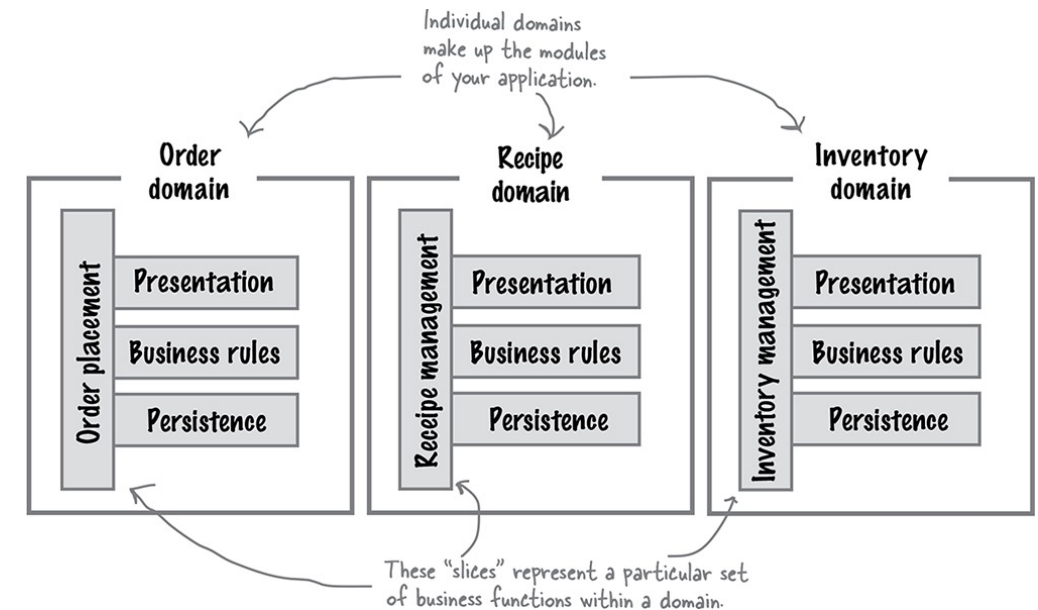 Individual domains
make up the modules
of your application.
Order
domain
Recipe
domain
Inventory
domain
Order placement
Presentation
Business rules
Persistence
Receipe management
Presentation
Business rules
Persistence
Inventory management
Presentation
Business rules
Persistence
These “slices” represent a particular set
of business functions within a domain.